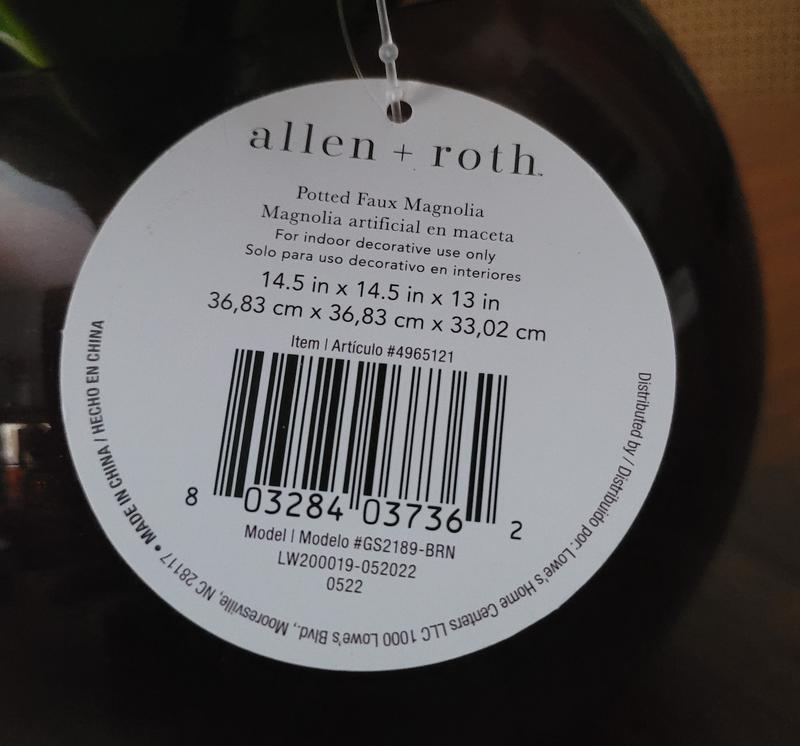 allen + roth™
Potted Faux Magnolia
Magnolia artificial en maceta
For indoor decorative use only
Solo para uso decorativo en interiores
14.5 in x 14.5 in x 13 in
36,83 cm x 36,83 cm x 33,02 cm
Item | Artículo #4965121
8 03284 03736 2
Model | Modelo #GS2189-BRN
LW200019-052022
0522
Distributed by / Distribuido por: Lowe's Home Centers LLC 1000 Lowe's Blvd., Mooresville, NC 28117 • MADE IN CHINA / HECHO EN CHINA